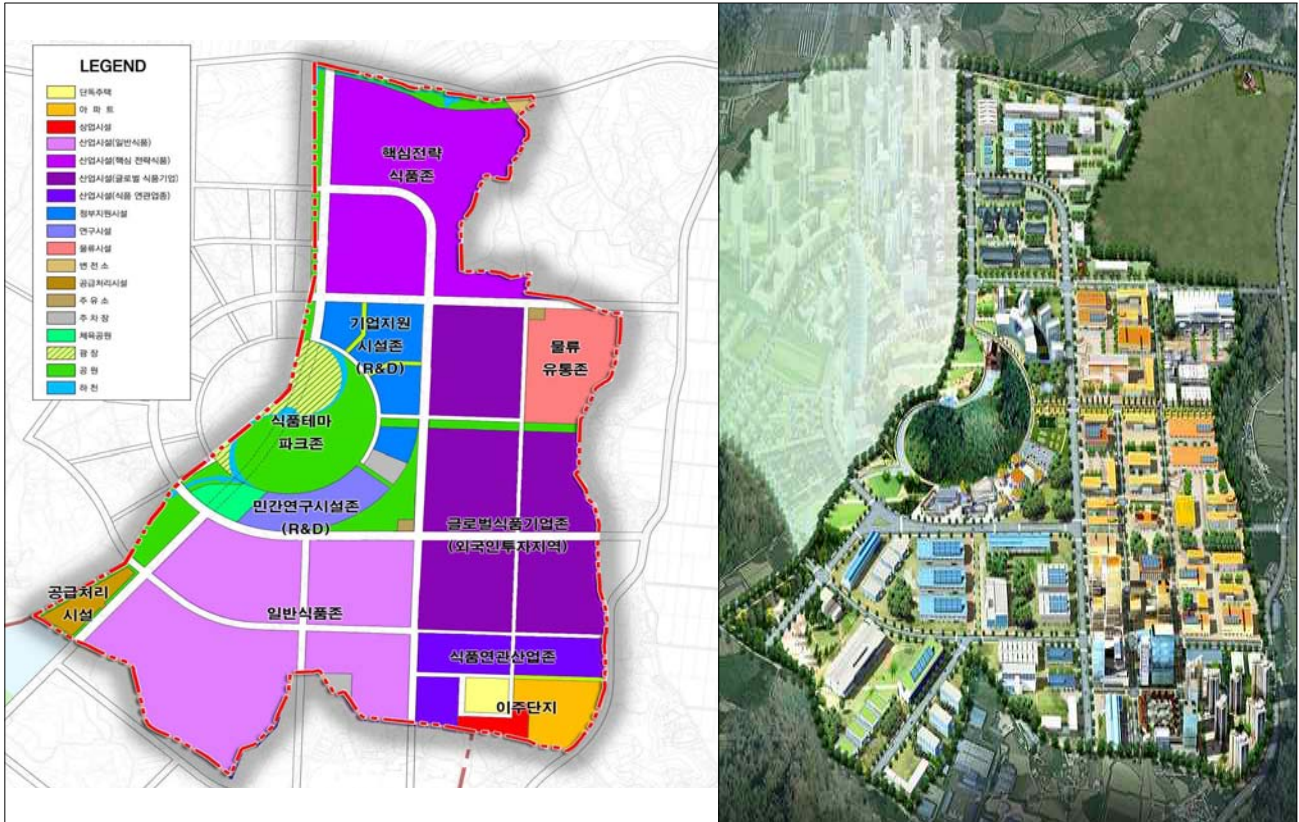 LEGEND
단독주택
아 파 트
상업시설
산업시설(일반식품)
산업시설(핵심 전략식품)
산업시설(글로벌 식품기업)
산업시설(식품 연관업종)
정부지원시설
연구시설
물류시설
변 전 소
공급처리시설
주 유 소
주 차 장
체육공원
광 장
공 원
하 천
핵심전략
식품존
기업지원
시설존
(R&D)
물류
유통존
식품테마
파크존
민간연구시설존
(R&D)
글로벌식품기업존
(외국인투자지역)
공급처리
시설
일반식품존
식품연관산업존
이주단지